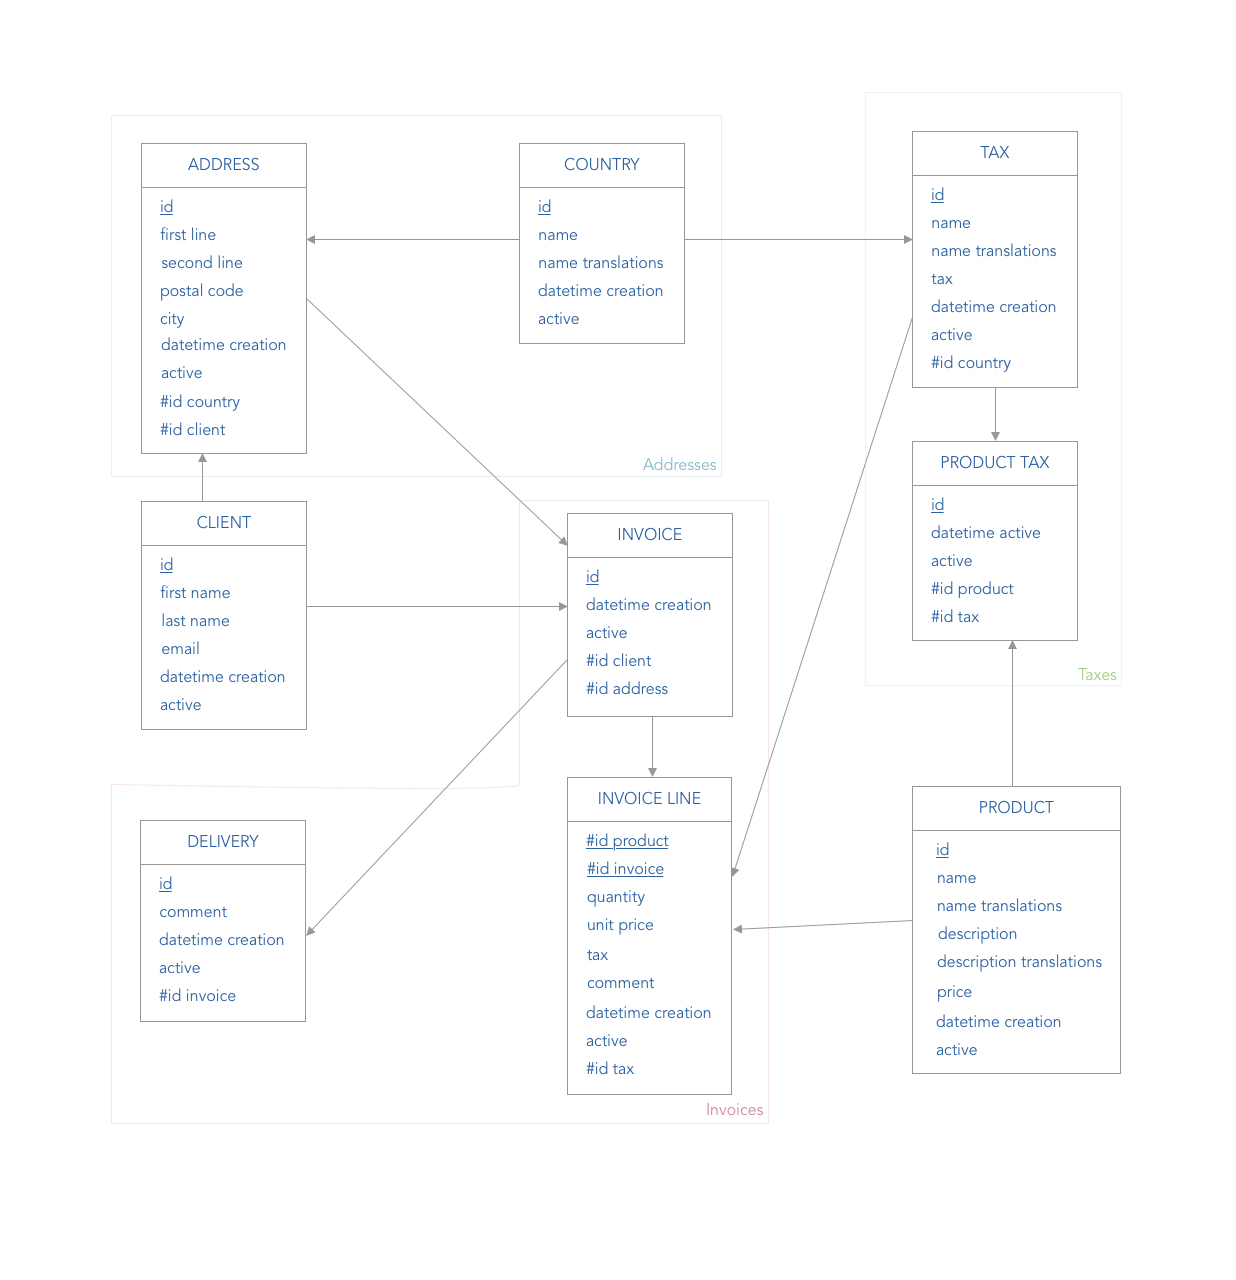 ADDRESS
id
first line
second line
postal code
city
datetime creation
active
#id country
#id client
COUNTRY
id
name
name translations
datetime creation
active
Addresses
TAX
id
name
name translations
tax
datetime creation
active
#id country
PRODUCT TAX
id
datetime active
active
#id product
#id tax
Taxes
CLIENT
id
first name
last name
email
datetime creation
active
INVOICE
id
datetime creation
active
#id client
#id address
DELIVERY
id
comment
datetime creation
active
#id invoice
INVOICE LINE
#id product
#id invoice
quantity
unit price
tax
comment
datetime creation
active
#id tax
Invoices
PRODUCT
id
name
name translations
description
description translations
price
datetime creation
active